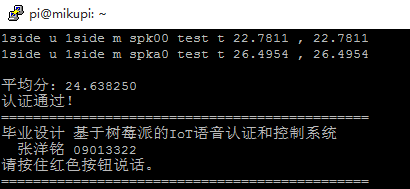 pi@mikupi: ~
1side u 1side m spk00 test t 22.7811 , 22.7811
1side u 1side m spka0 test t 26.4954 , 26.4954
平均分: 24.638250
认证通过!
==========================================
毕业设计 基于树莓派的IoT语音认证和控制系统
张洋铭 09013322
请按住红色按钮说话。
==========================================